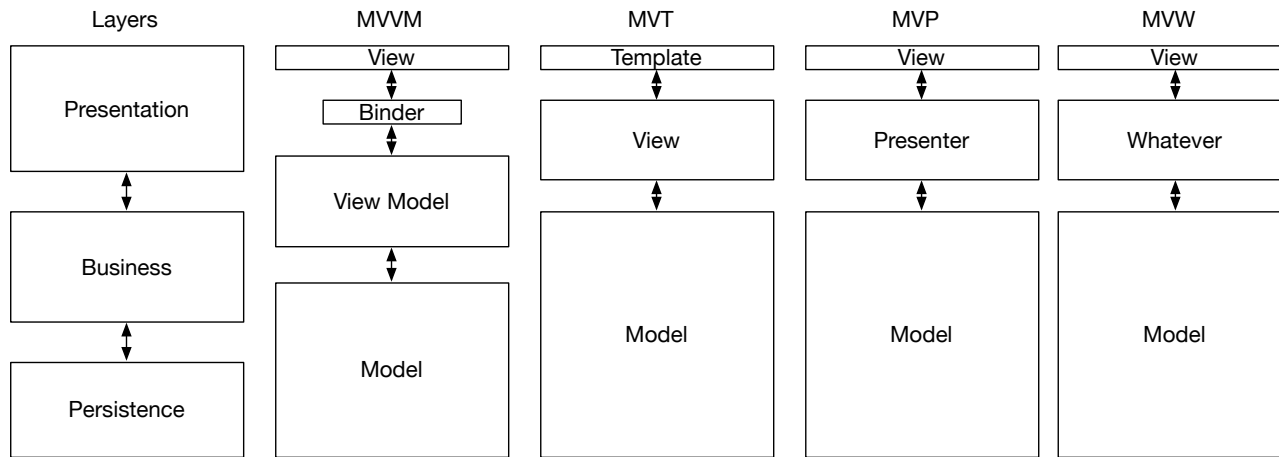 Layers
MVVM
MVT
MVP
MVW
Presentation
Business
Persistence
View
Binder
View Model
Model
Template
View
Model
View
Presenter
Model
View
Whatever
Model